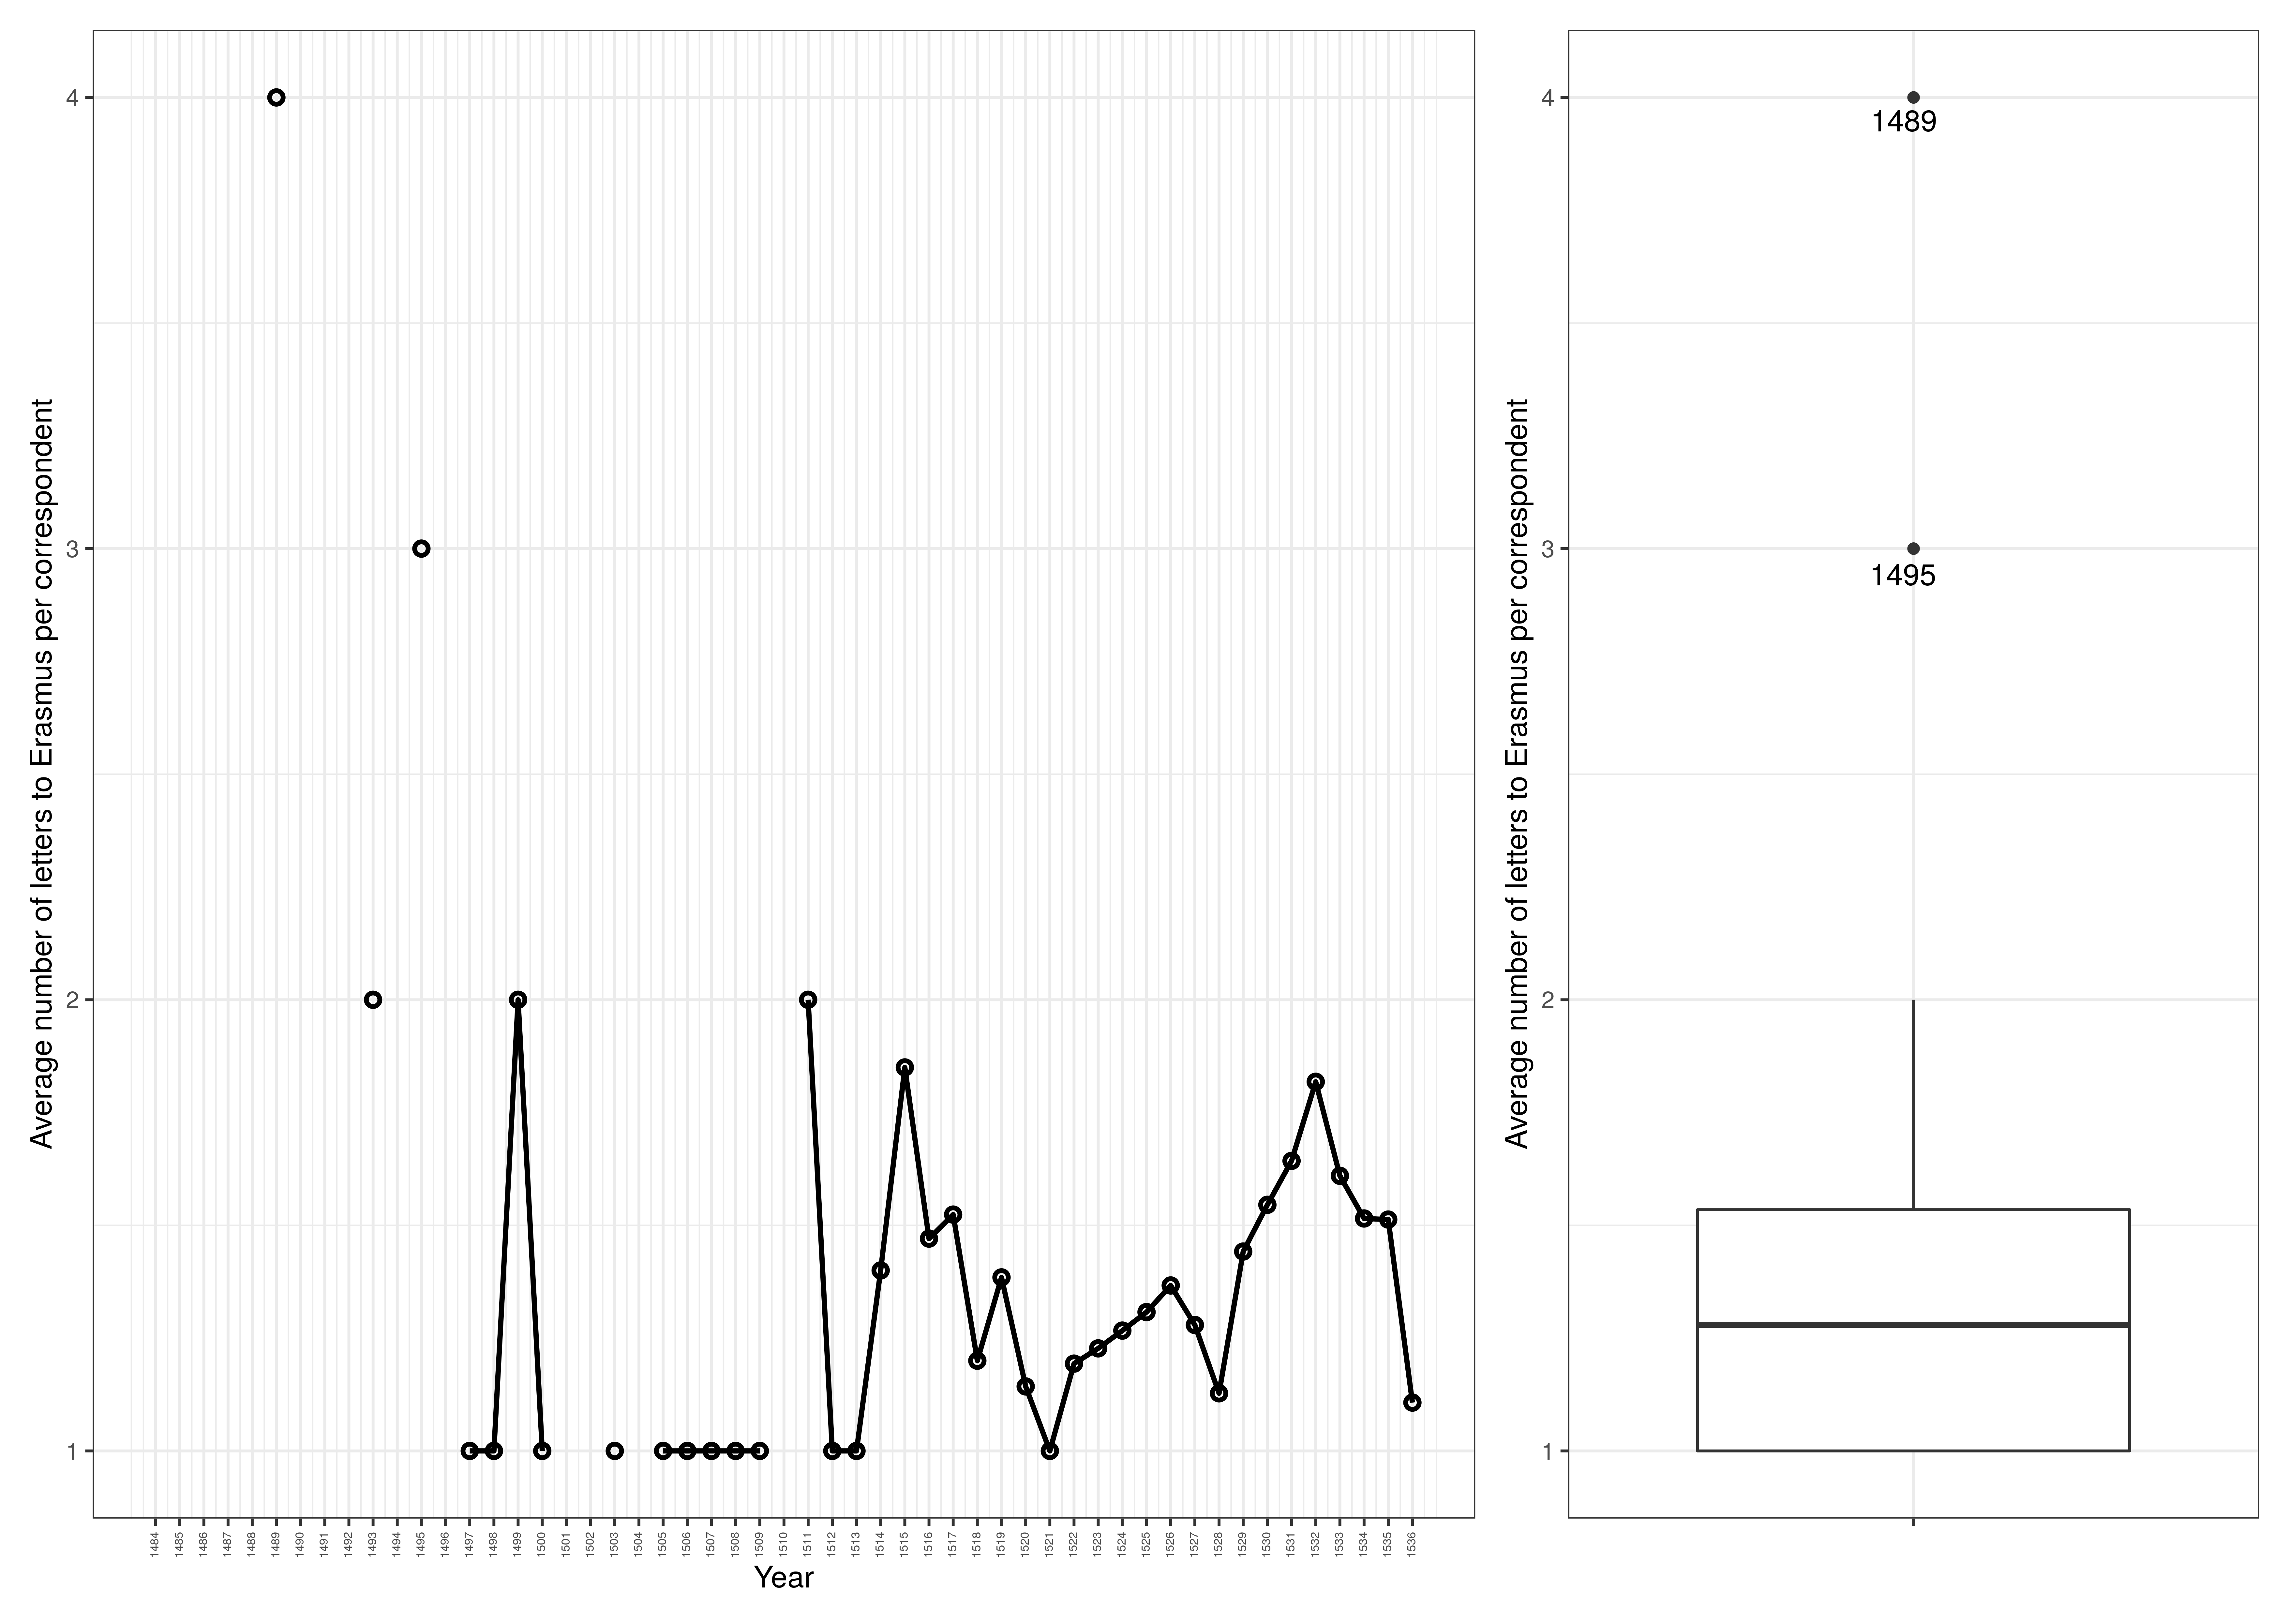 Average number of letters to Erasmus per correspondent
4
3
2
1
1484 1485 1486 1487 1488 1489 1490 1491 1492 1493 1494 1495 1496 1497 1498 1499 1500 1501 1502 1503 1504 1505 1506 1507 1508 1509 1510 1511 1512 1513 1514 1515 1516 1517 1518 1519 1520 1521 1522 1523 1524 1525 1526 1527 1528 1529 1530 1531 1532 1533 1534 1535 1536
Year
Average number of letters to Erasmus per correspondent
4
3
2
1
1489
1495